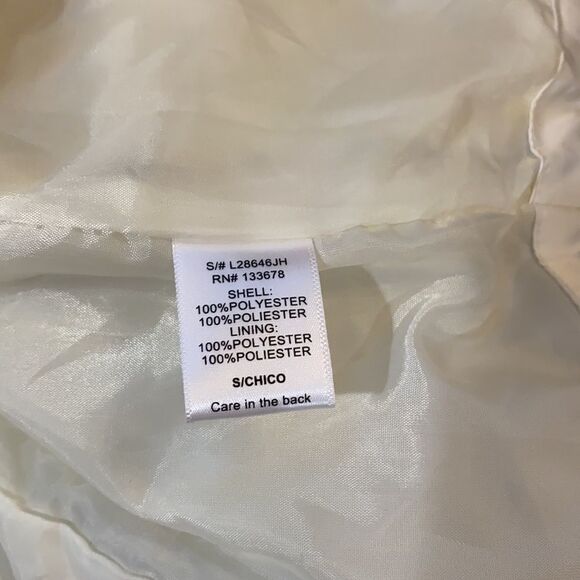 S/# L28646JH
RN# 133678
SHELL:
100%POLYESTER
100%POLIESTER
LINING:
100%POLYESTER
100%POLIESTER
S/CHICO
Care in the back